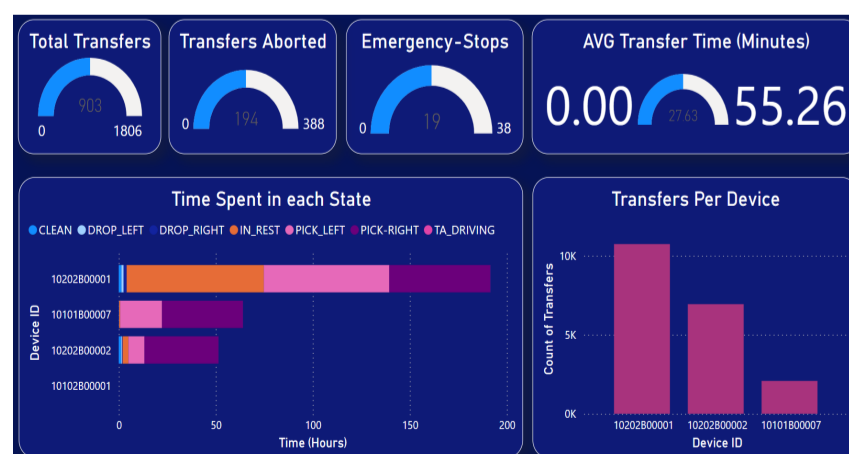 Total Transfers
903
0 1806
Transfers Aborted
194
0 388
Emergency-Stops
19
0 38
AVG Transfer Time (Minutes)
0.00 27.63 55.26
Time Spent in each State
CLEAN DROP_LEFT DROP_RIGHT IN_REST PICK_LEFT PICK-RIGHT TA_DRIVING
Device ID
10202B00001
10101B00007
10202B00002
10102B00001
0 50 100 150 200
Time (Hours)
Transfers Per Device
Count of Transfers
10K
5K
0K
10202B00001 10202B00002 10101B00007
Device ID